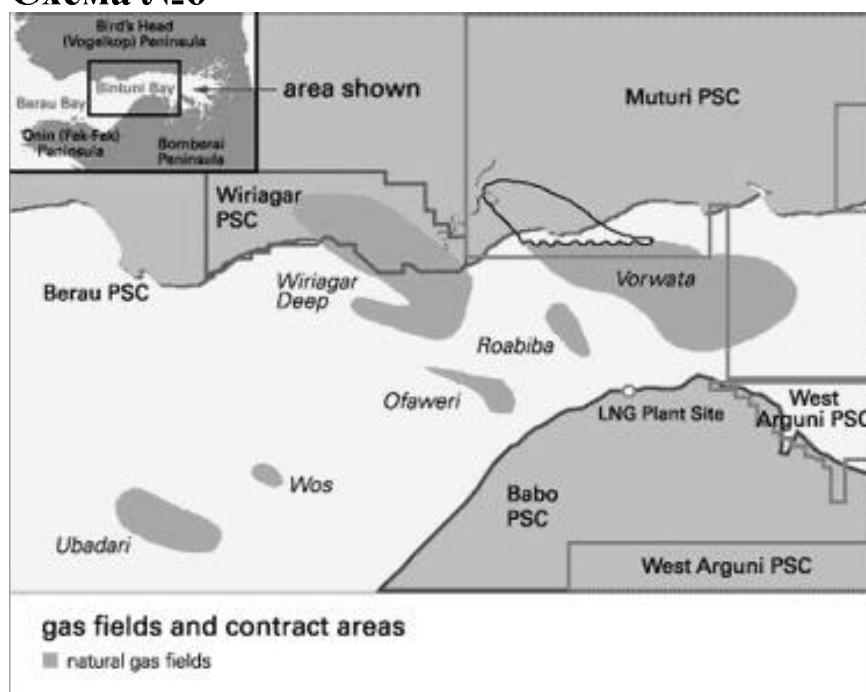 Схема №6
Bird's Head
(Vogelkop) Peninsula
Bintuni Bay
area shown
Berau Bay
Onin (Fak-Fak)
Peninsula
Bomberai
Peninsula
Muturi PSC
Wiriagar
PSC
Berau PSC
Wiriagar
Deep
Vorwata
Roabiba
Ofaweri
LNG Plant Site
West
Arguni PSC
Wos
Babo
PSC
Ubadari
West Arguni PSC
gas fields and contract areas
natural gas fields